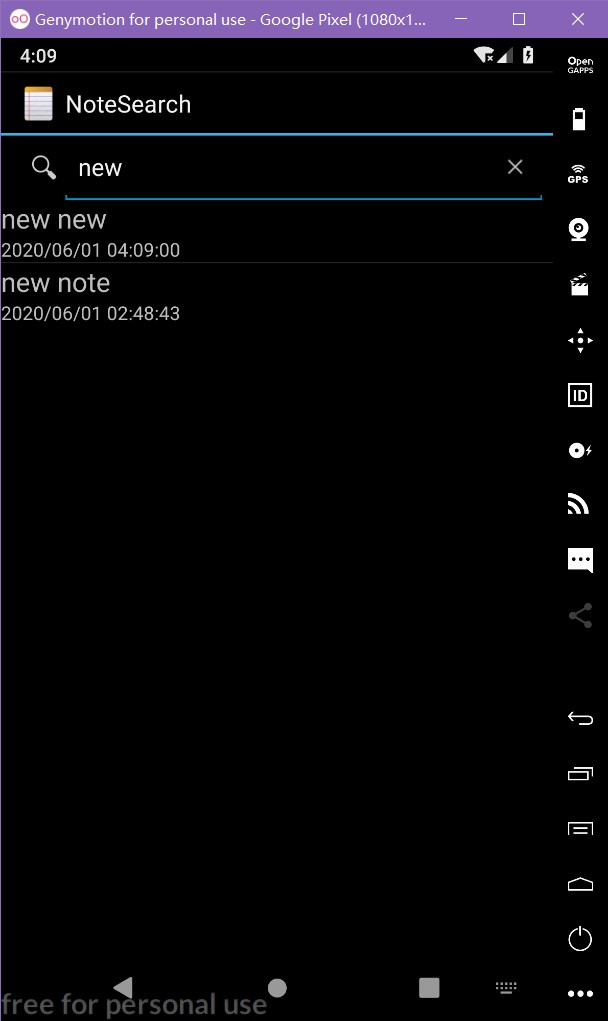 Genymotion for personal use - Google Pixel (1080x1...
4:09
Open
GAPPS
NoteSearch
new
GPS
new new
2020/06/01 04:09:00
new note
2020/06/01 02:48:43
ID
free for personal use